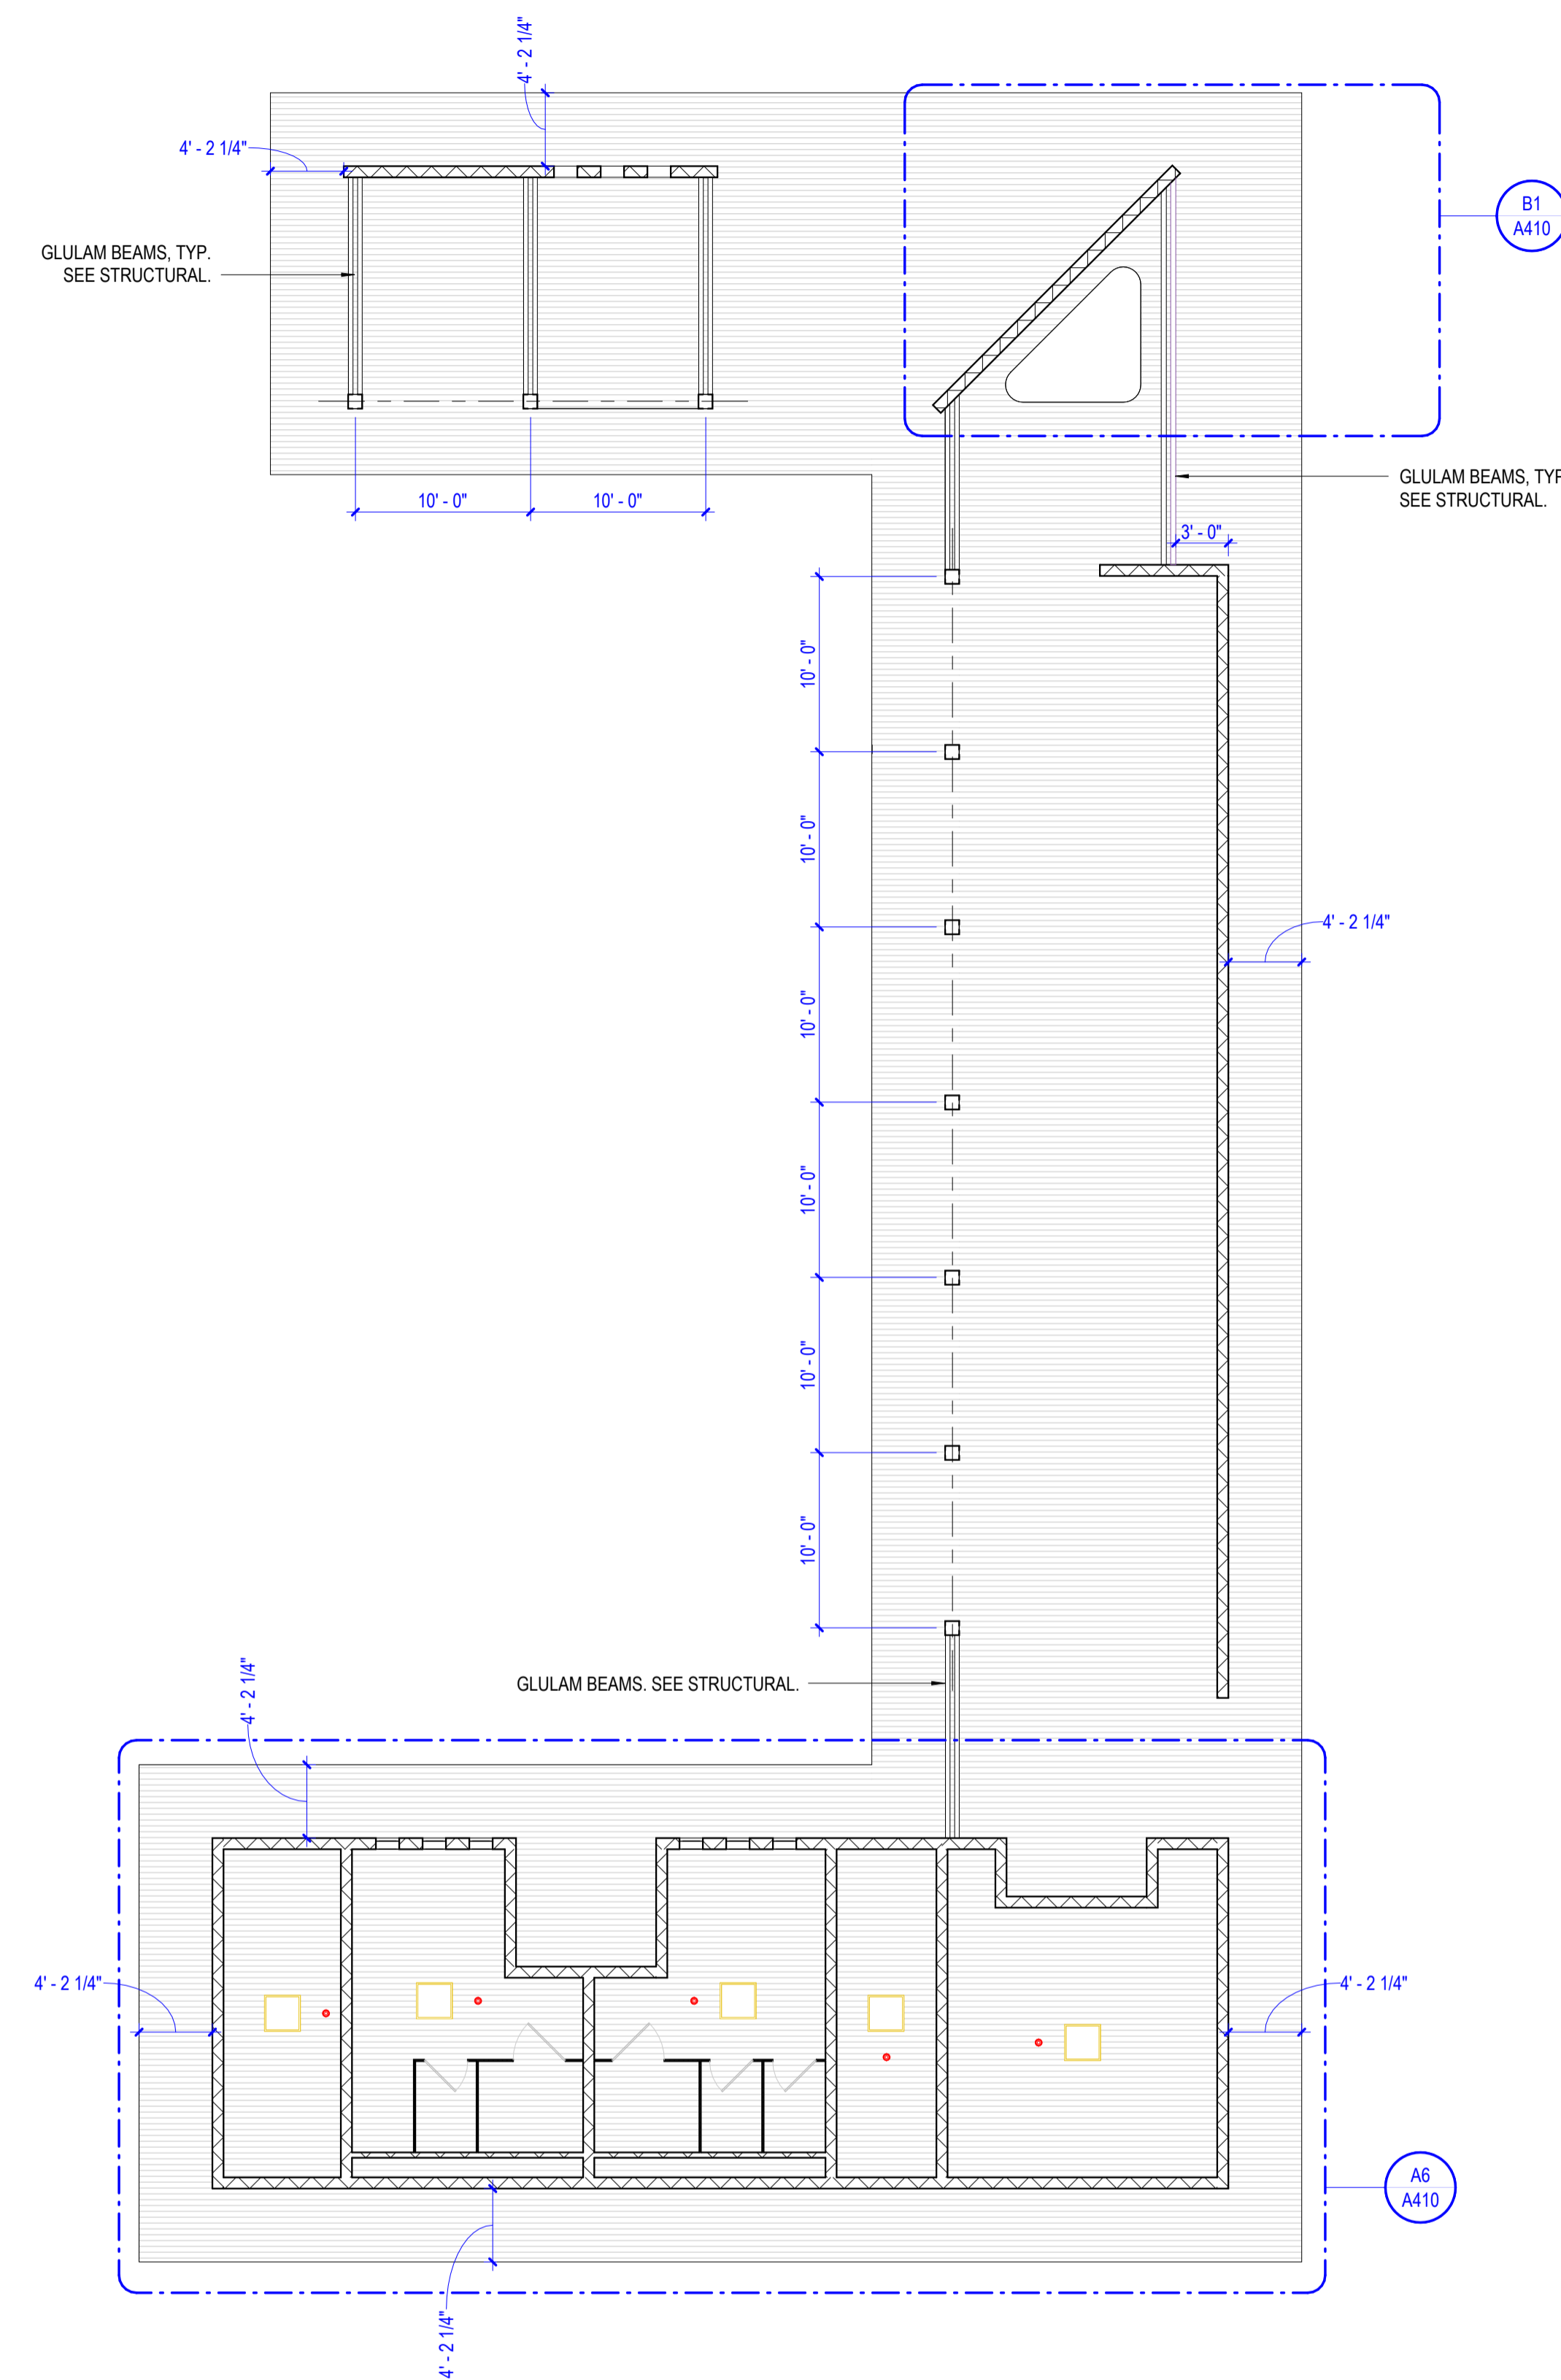 4' - 2 1/4"
4' - 2 1/4"
B1
A410
GLULAM BEAMS, TYP.
SEE STRUCTURAL.
10' - 0"
10' - 0"
GLULAM BEAMS, TYP
SEE STRUCTURAL.
3' - 0"
10' - 0"
10' - 0"
4' - 2 1/4"
10' - 0"
10' - 0"
10' - 0"
10' - 0"
GLULAM BEAMS. SEE STRUCTURAL.
4' - 2 1/4"
4' - 2 1/4"
4' - 2 1/4"
A6
A410
4' - 2 1/4"